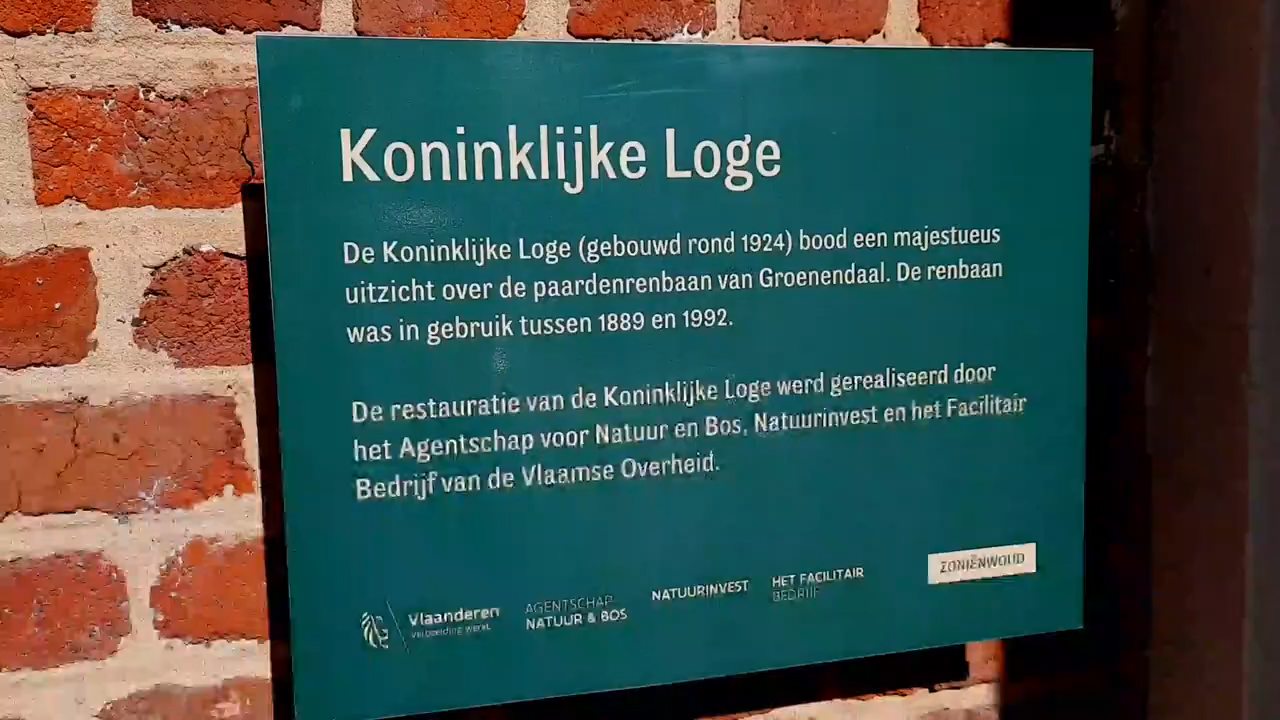 Koninklijke Loge
De Koninklijke Loge (gebouwd rond 1924) bood een majestueus
uitzicht over de paardenrenbaan van Groenendaal. De renbaan
was in gebruik tussen 1889 en 1992.
De restauratie van de Koninklijke Loge werd gerealiseerd door
het Agentschap voor Natuur en Bos, Natuurinvest en het Facilitair
Bedrijf van de Vlaamse Overheid.
Vlaanderen
verbeelding werkt
AGENTSCHAP
NATUUR & BOS
NATUURINVEST
HET FACILITAIR
BEDRIJF
ZONIËNWOUD